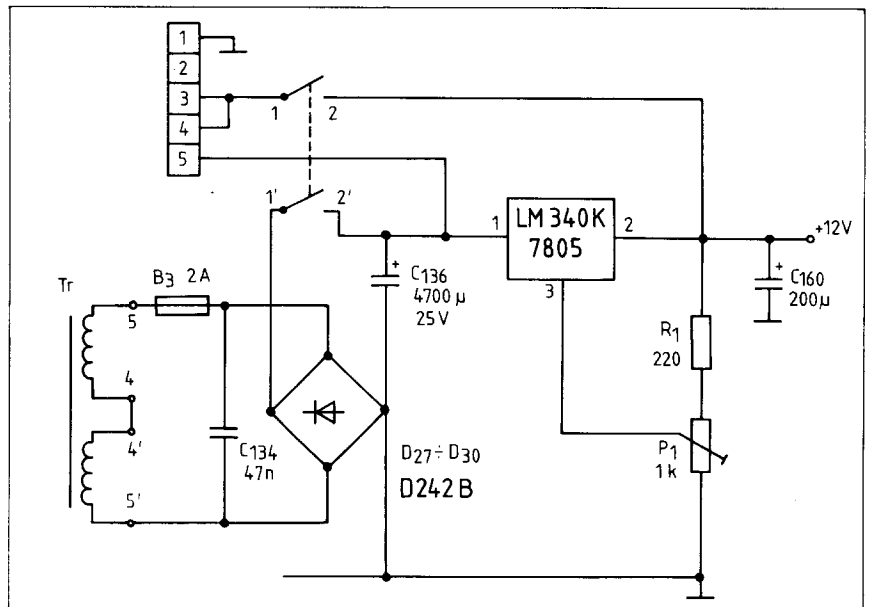 1
2
3
4
5
1 2
1' 2'
1 LM 340K 2
7805
3
+12V
+
C136
4700 µ
25V
+
C160
200µ
Tr
B3 2A
5
4
4'
5'
C134
47n
D27÷D30
D242B
R1
220
P1
1k